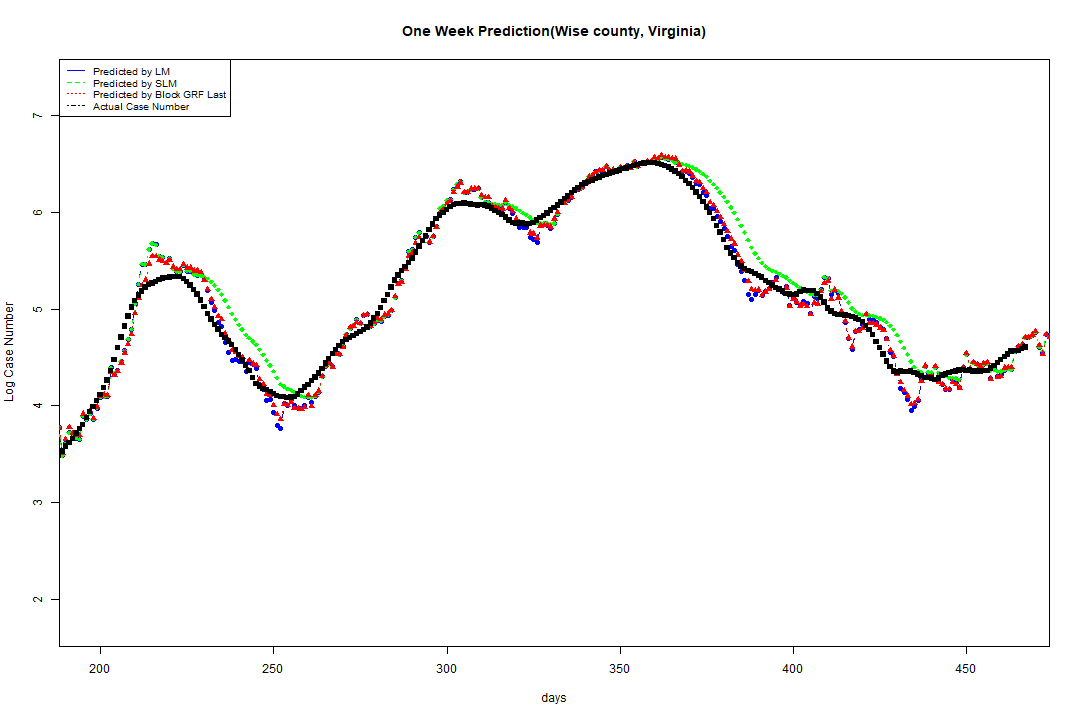 One Week Prediction(Wise county, Virginia)
Predicted by LM
Predicted by SLM
Predicted by Block GRF Last
Actual Case Number
Log Case Number
7
6
5
4
3
2
200
250
300
350
400
450
days